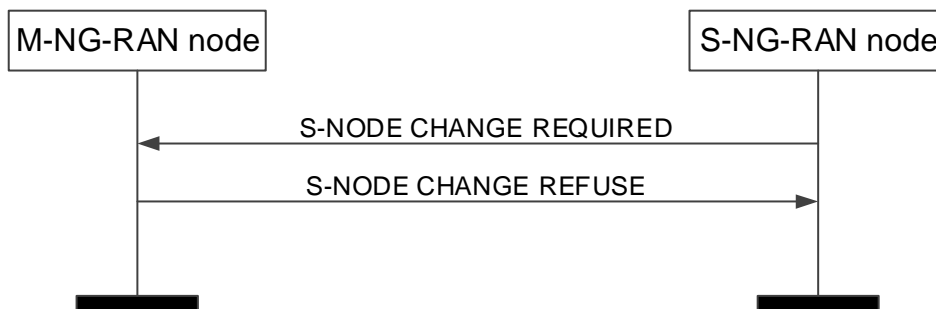 M-NG-RAN node
S-NG-RAN node
S-NODE CHANGE REQUIRED
S-NODE CHANGE REFUSE